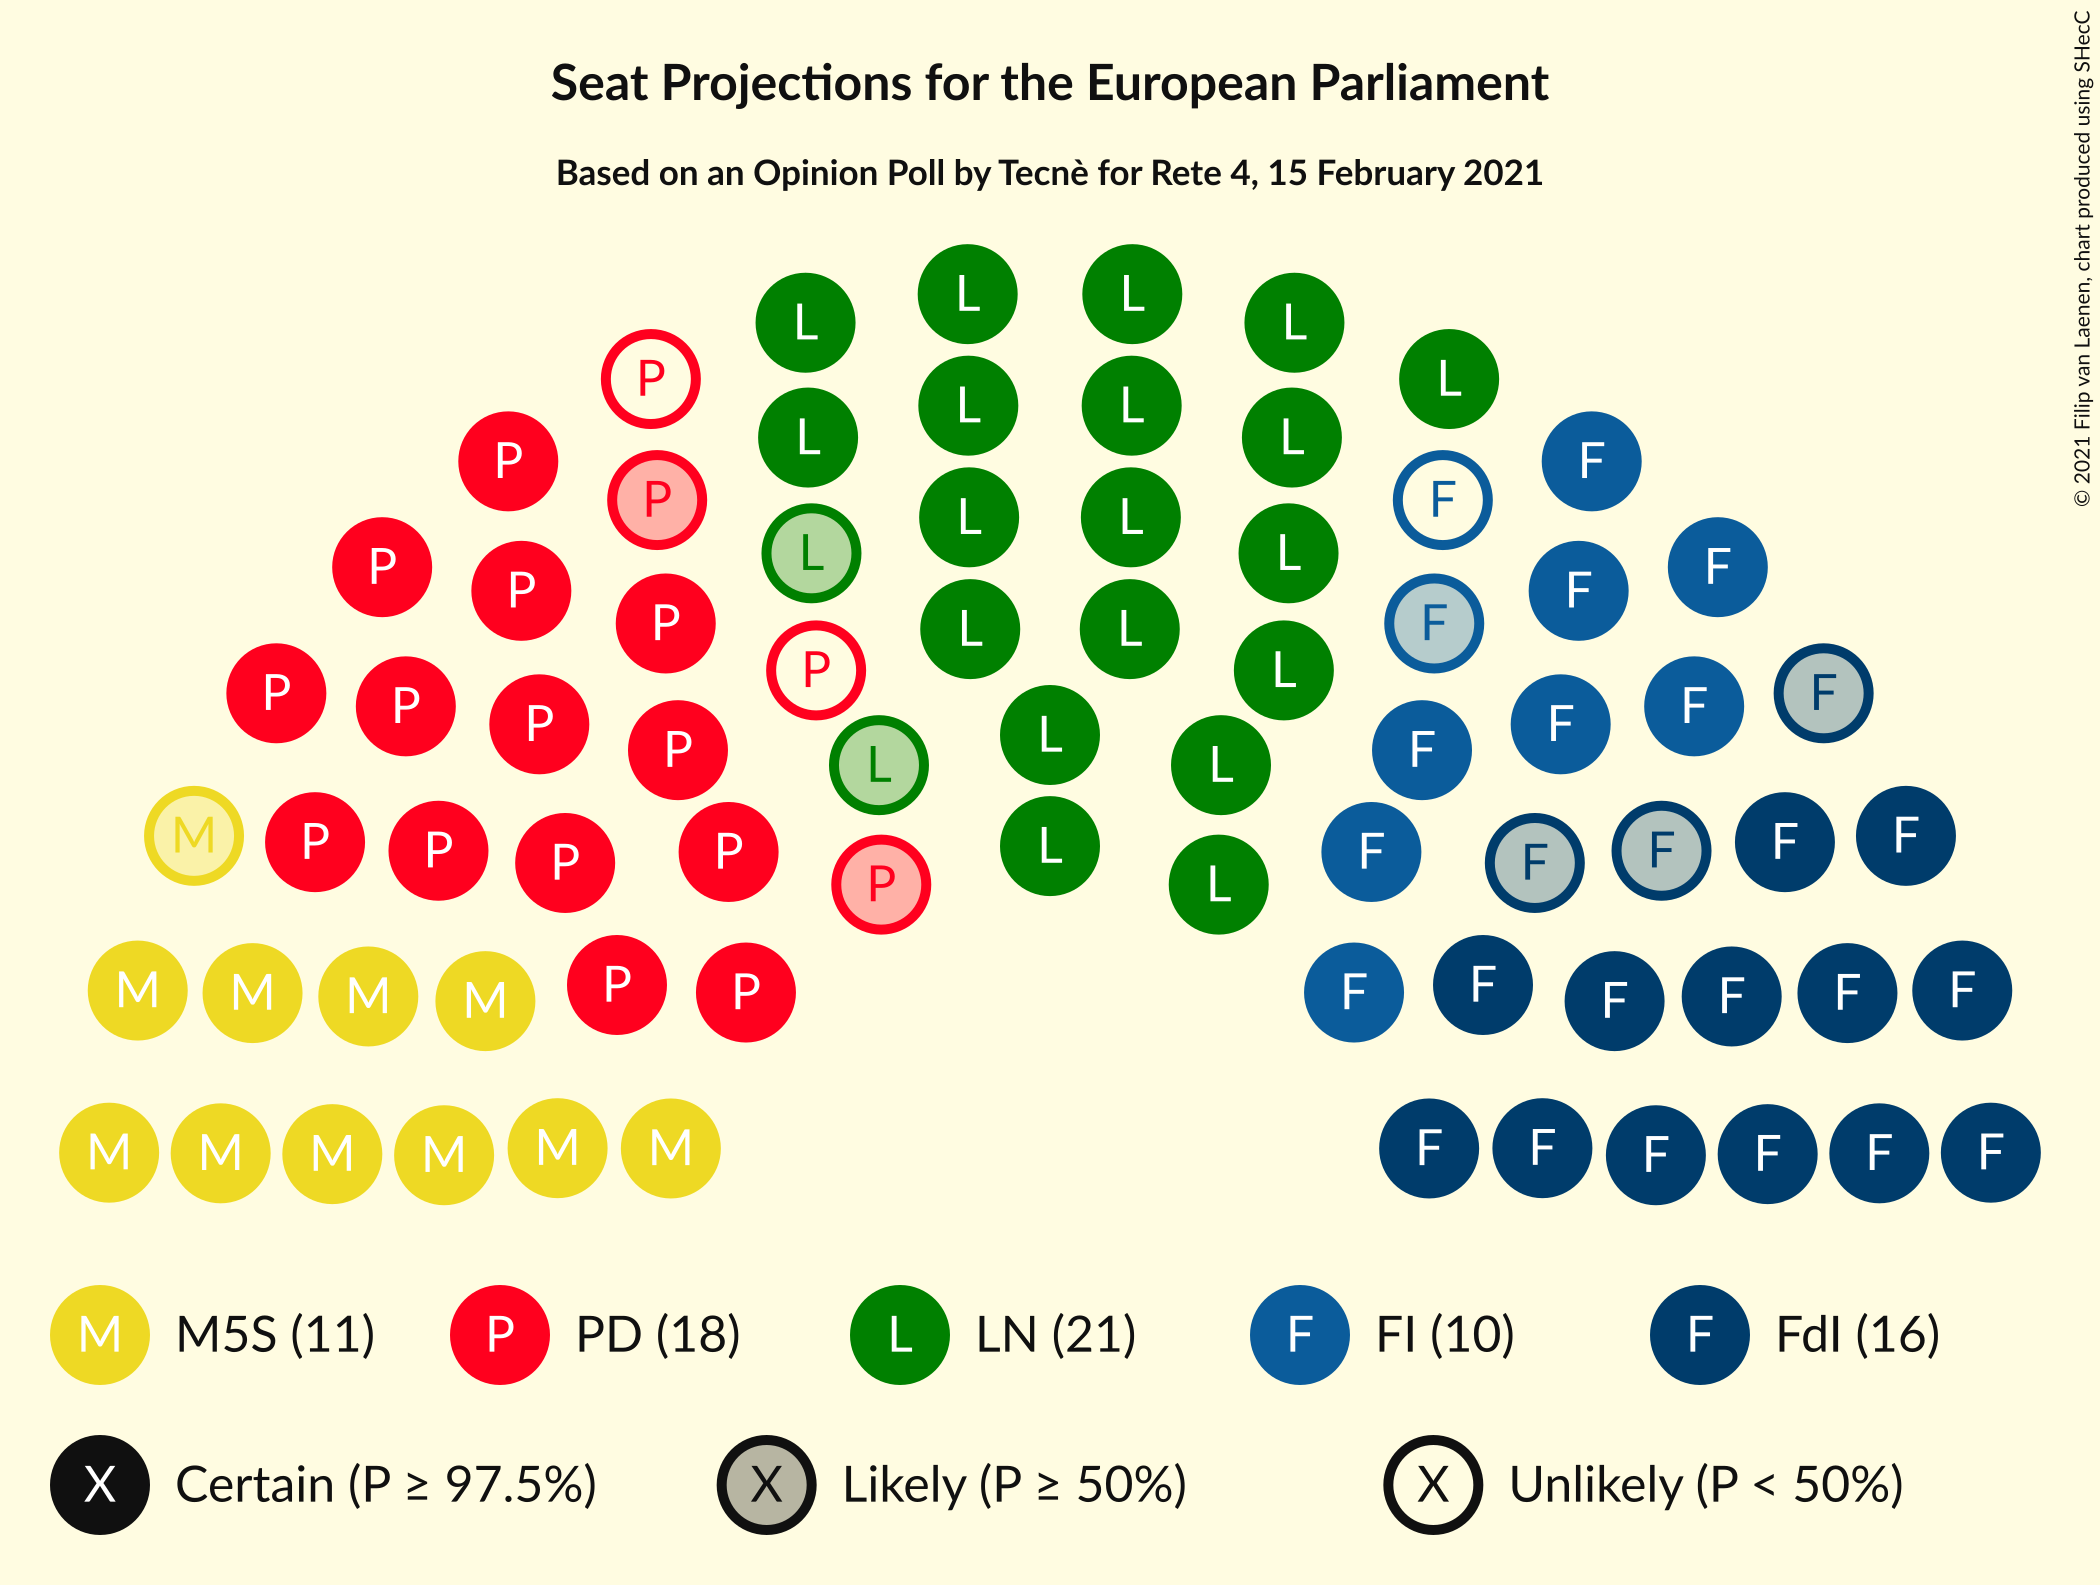 Seat Projections for the European Parliament
Based on an Opinion Poll by Tecnè for Rete 4, 15 February 2021
© 2021 Filip van Laenen, chart produced using SHecC
L L
L L
P L
L L
L L
P F
P F
P L
L L
L F
P F
P P F F
P L
P L
P P P P F F F F
L L L
M P P P P F F F F F
L
P L
M M M M P P F F F F F F
M M M M M M F F F F F F
M M5S (11) P PD (18) L LN (21) F FI (10) F FdI (16)
X Certain (P ≥ 97.5%) X Likely (P ≥ 50%) X Unlikely (P < 50%)